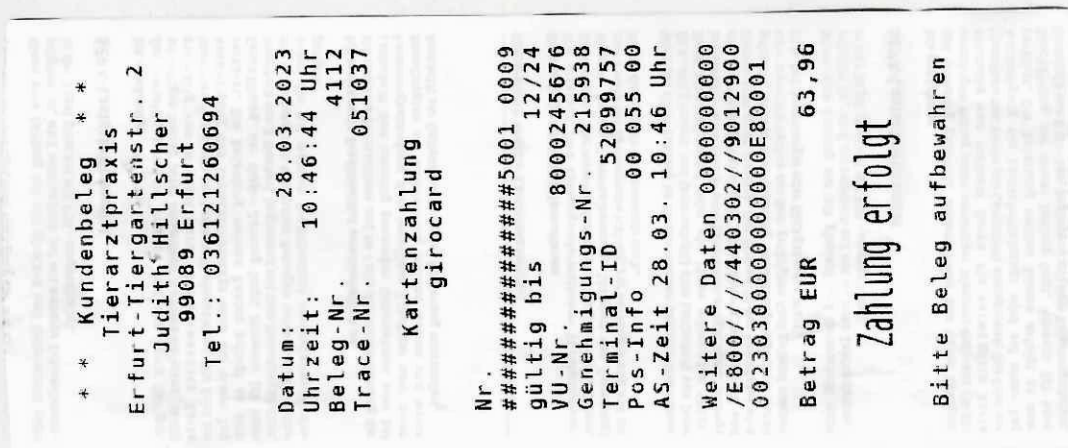 * * Kundenbeleg * *
Tierarztpraxis
Erfurt-Tiergartenstr. 2
Judith Hillscher
99089 Erfurt
Tel.: 036121260694
Datum: 28.03.2023
Uhrzeit: 10:46:44 Uhr
Beleg-Nr. 4112
Trace-Nr. 051037
Kartenzahlung
girocard
Nr.
###############5001 0009
gültig bis 12/24
VU-Nr. 8000245676
Genehmigungs-Nr. 215938
Terminal-ID 52099757
Pos-Info 00 055 00
AS-Zeit 28.03. 10:46 Uhr
Weitere Daten 0000000000
/E800////440302//9012900
00230300000000000E80001
Betrag EUR 63,96
Zahlung erfolgt
Bitte Beleg aufbewahren